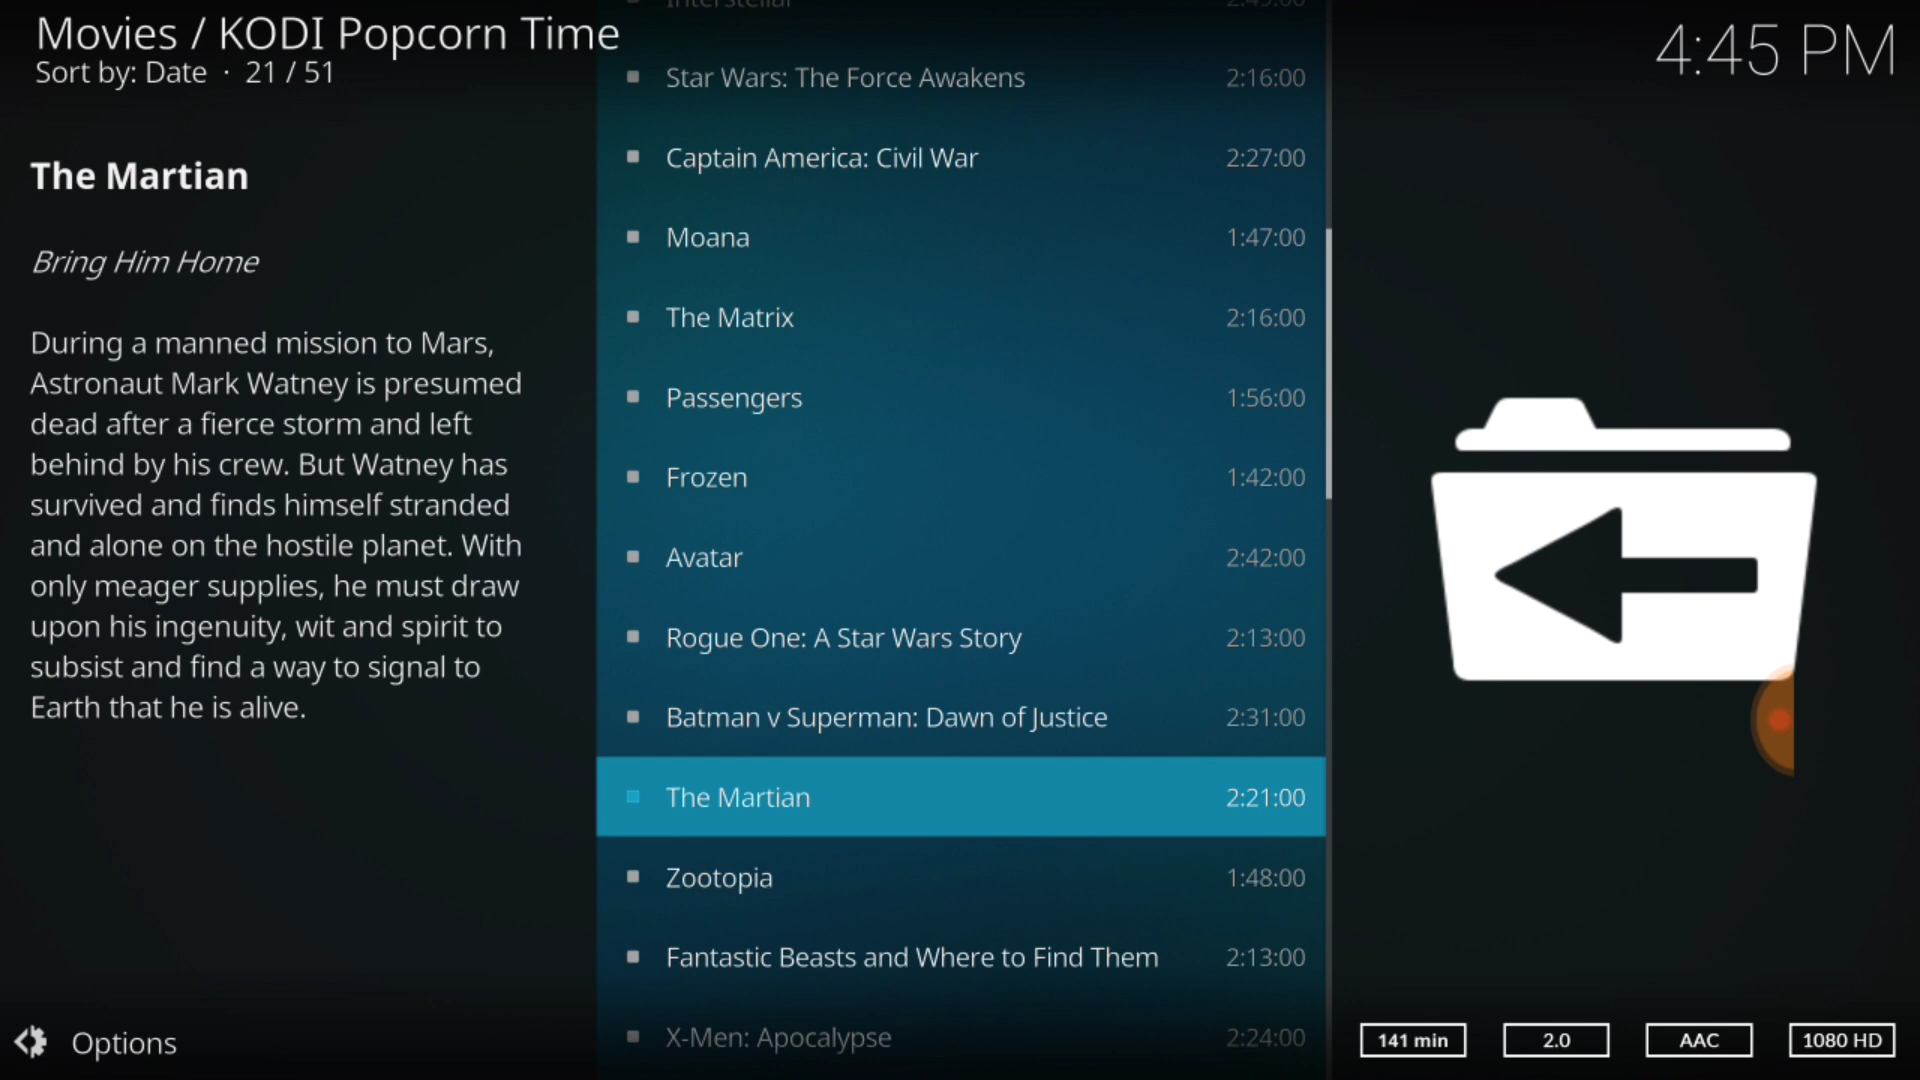 Movies / KODI Popcorn Time
Sort by: Date · 21 / 51
4:45 PM
The Martian
Bring Him Home
During a manned mission to Mars,
Astronaut Mark Watney is presumed
dead after a fierce storm and left
behind by his crew. But Watney has
survived and finds himself stranded
and alone on the hostile planet. With
only meager supplies, he must draw
upon his ingenuity, wit and spirit to
subsist and find a way to signal to
Earth that he is alive.
Interstellar 2:49:00
Star Wars: The Force Awakens 2:16:00
Captain America: Civil War 2:27:00
Moana 1:47:00
The Matrix 2:16:00
Passengers 1:56:00
Frozen 1:42:00
Avatar 2:42:00
Rogue One: A Star Wars Story 2:13:00
Batman v Superman: Dawn of Justice 2:31:00
The Martian 2:21:00
Zootopia 1:48:00
Fantastic Beasts and Where to Find Them 2:13:00
X-Men: Apocalypse 2:24:00
Options
141 min
2.0
AAC
1080 HD